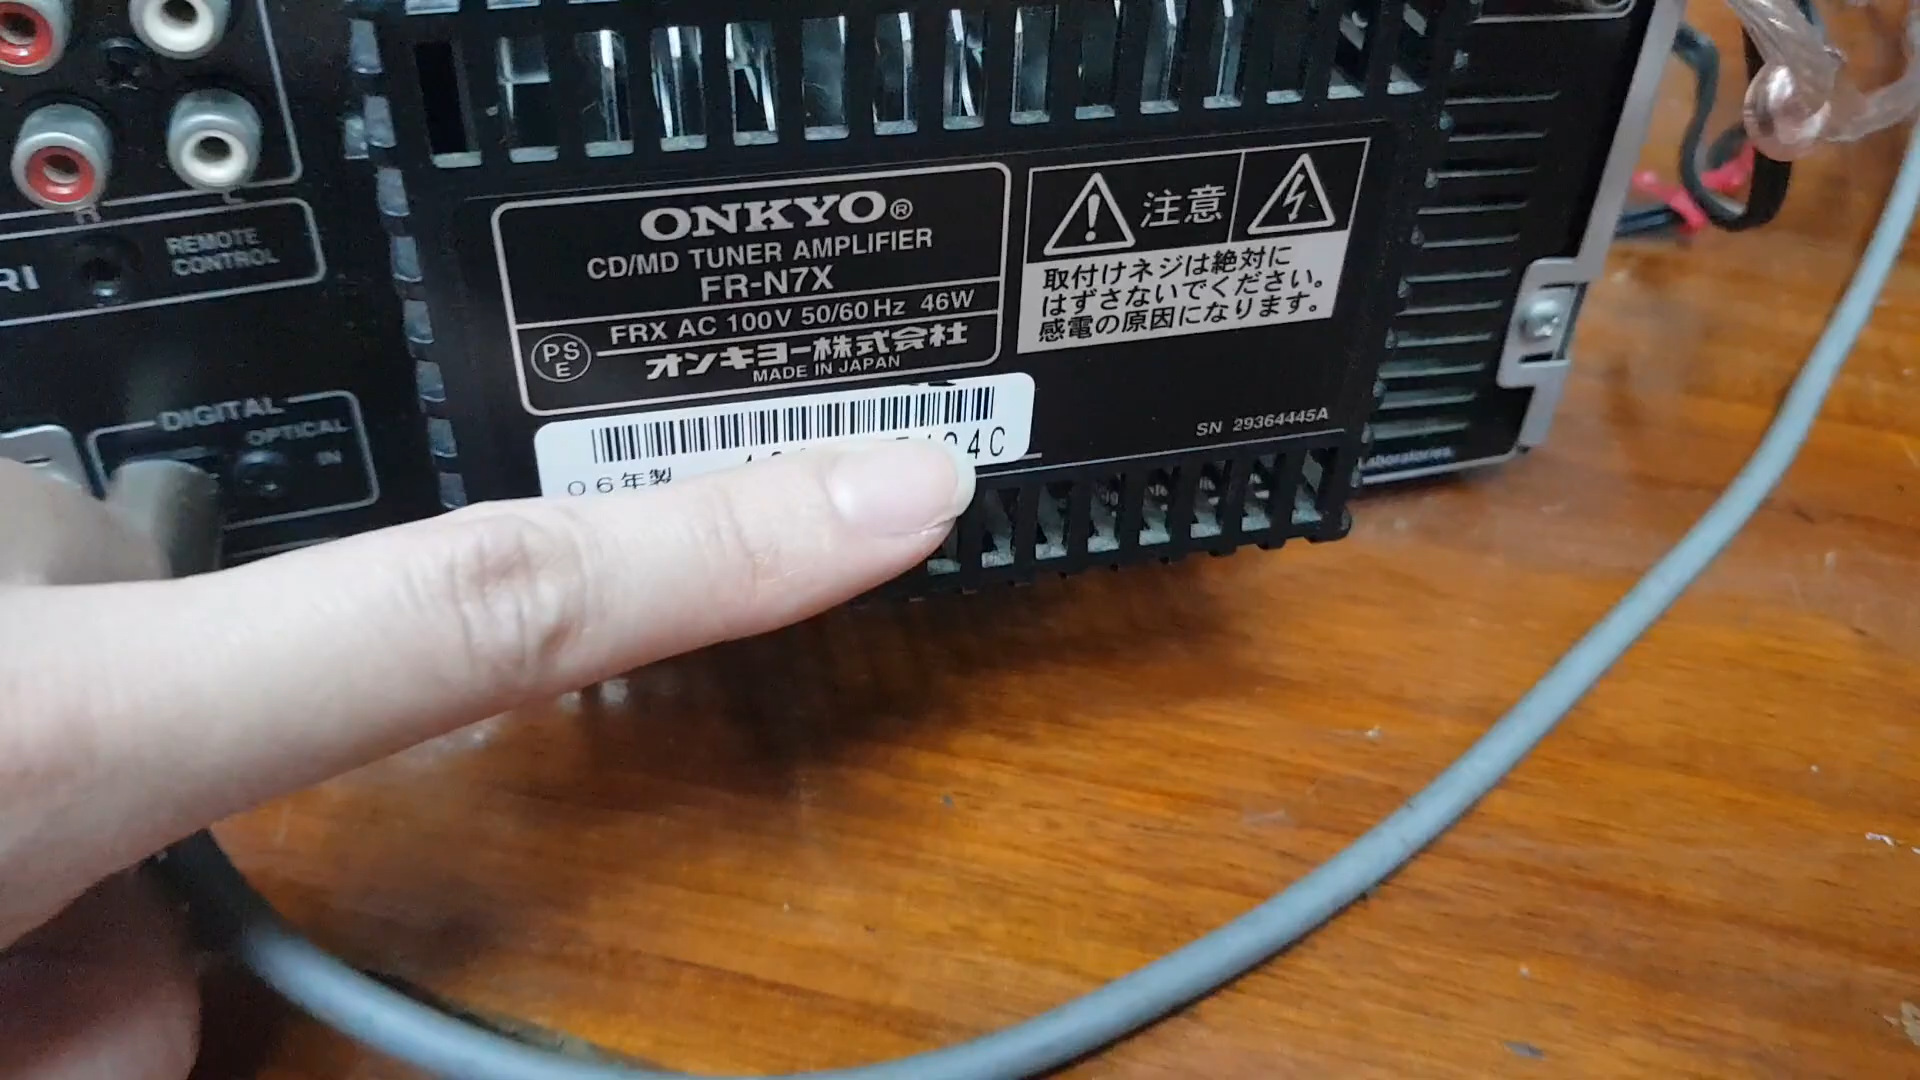 ONKYO®
CD/MD TUNER AMPLIFIER
FR-N7X
FRX AC 100V 50/60Hz 46W
PS
E
オンキヨー株式会社
MADE IN JAPAN
注意
取付けネジは絶対に
はずさないでください。
感電の原因になります。
06年製
4C
SN 29364445A
Laboratories
R
L
RI
REMOTE
CONTROL
DIGITAL
OPTICAL
IN